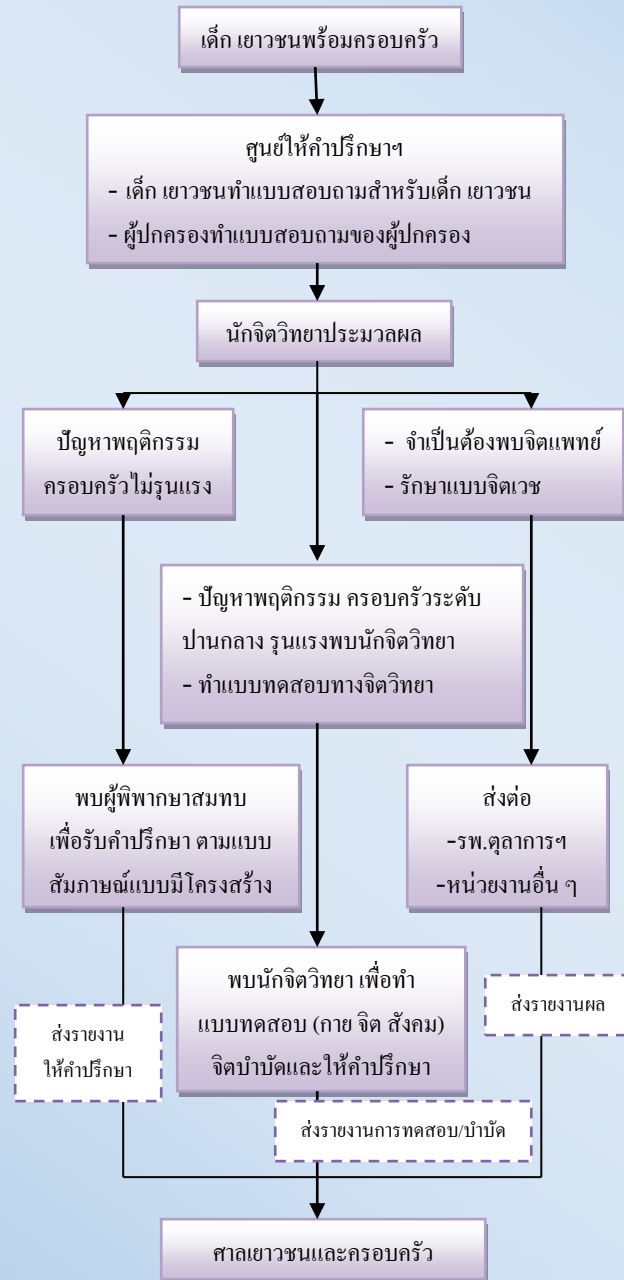 เด็ก เยาวชนพร้อมครอบครัว
ศูนย์ให้คำปรึกษาฯ
- เด็ก เยาวชนทำแบบสอบถามสำหรับเด็ก เยาวชน
- ผู้ปกครองทำแบบสอบถามของผู้ปกครอง
นักจิตวิทยาประมวลผล
ปัญหาพฤติกรรม
ครอบครัวไม่รุนแรง
- จำเป็นต้องพบจิตแพทย์
- รักษาแบบจิตเวช
- ปัญหาพฤติกรรม ครอบครัวระดับ
ปานกลาง รุนแรงพบนักจิตวิทยา
- ทำแบบทดสอบทางจิตวิทยา
พบผู้พิพากษาสมทบ
เพื่อรับคำปรึกษา ตามแบบ
สัมภาษณ์แบบมีโครงสร้าง
ส่งต่อ
-รพ.ตุลาการฯ
-หน่วยงานอื่น ๆ
พบนักจิตวิทยา เพื่อทำ
แบบทดสอบ (กาย จิต สังคม)
จิตบำบัดและให้คำปรึกษา
ส่งรายงาน
ให้คำปรึกษา
ส่งรายงานผล
ส่งรายงานการทดสอบ/บำบัด
ศาลเยาวชนและครอบครัว